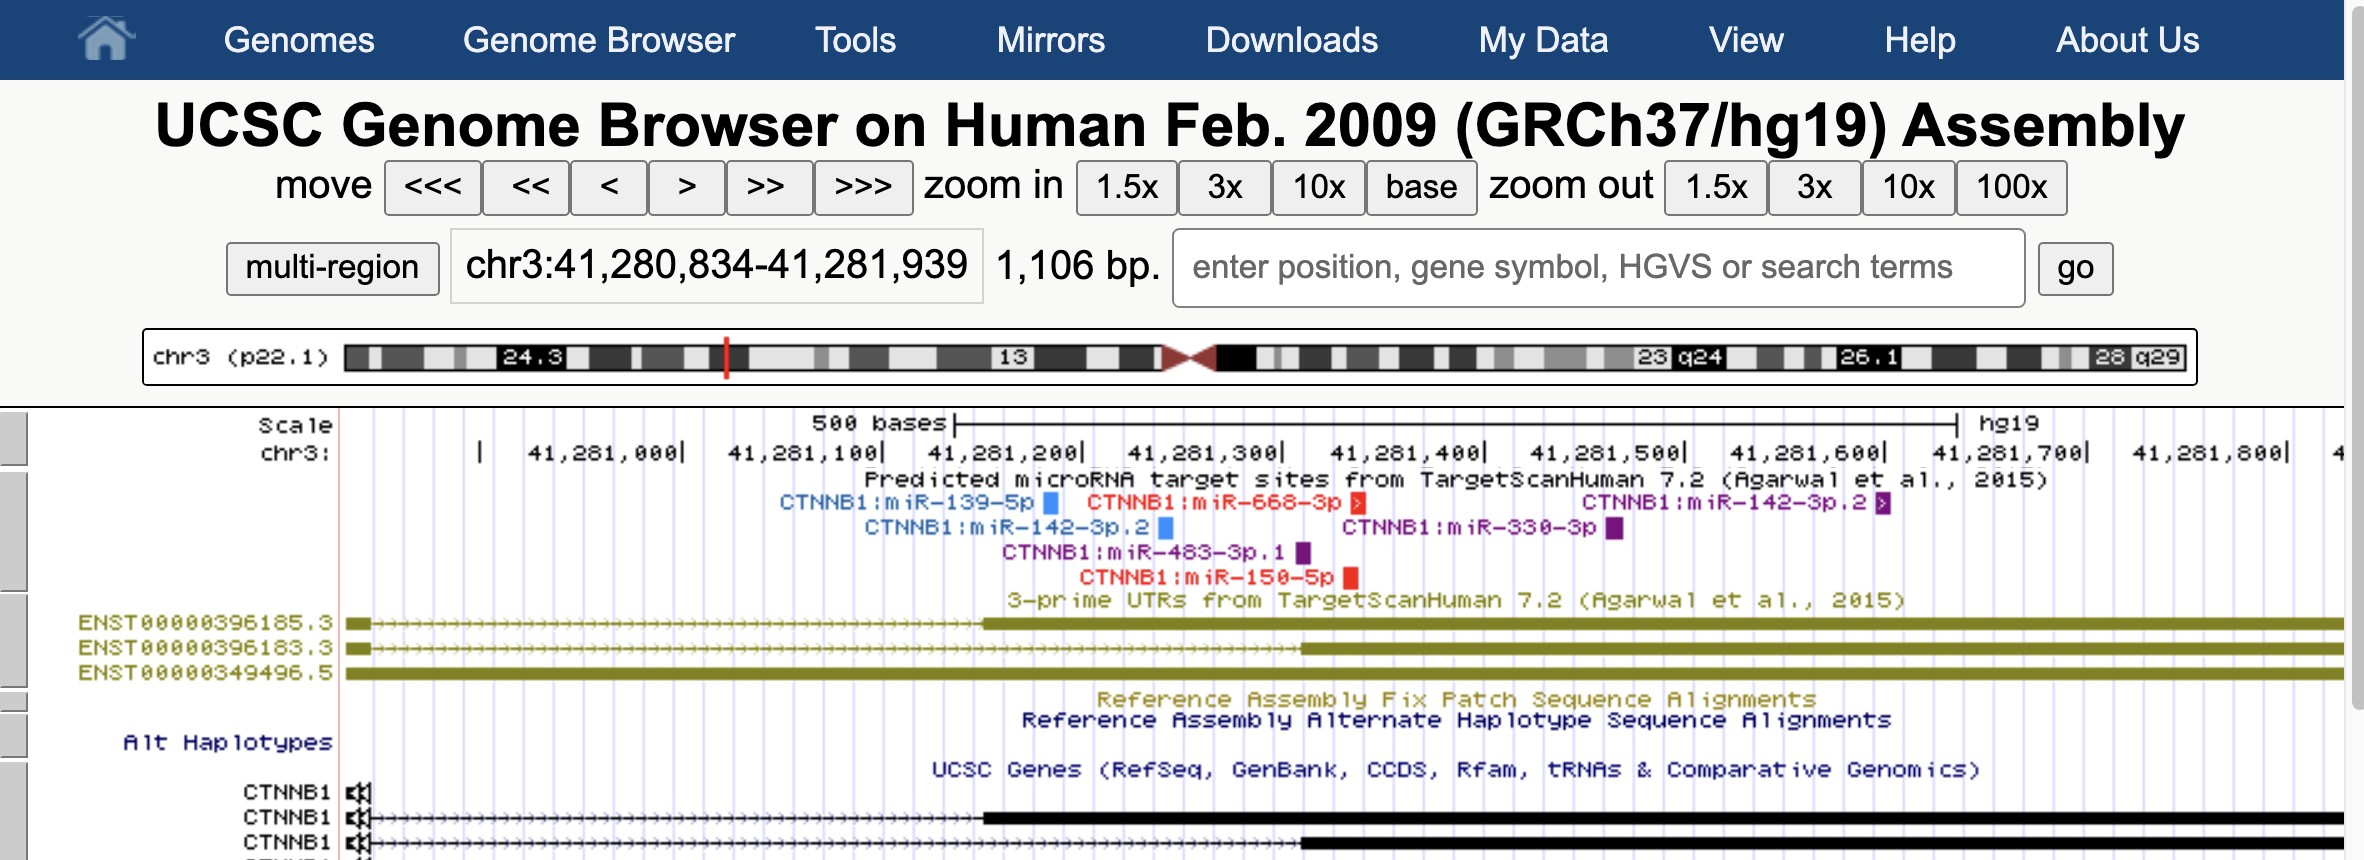 Genomes Genome Browser Tools Mirrors Downloads My Data View Help About Us
UCSC Genome Browser on Human Feb. 2009 (GRCh37/hg19) Assembly
move <<< << < > >> >>> zoom in 1.5x 3x 10x base zoom out 1.5x 3x 10x 100x
multi-region chr3:41,280,834-41,281,939 1,106 bp. enter position, gene symbol, HGVS or search terms go
chr3 (p22.1) 24.3 13 23 q24 26.1 28 q29
Scale 500 bases hg19
chr3: 41,281,000 41,281,100 41,281,200 41,281,300 41,281,400 41,281,500 41,281,600 41,281,700 41,281,800 4
Predicted microRNA target sites from TargetScanHuman 7.2 (Agarwal et al., 2015)
CTNNB1:miR-139-5p CTNNB1:miR-668-3p CTNNB1:miR-142-3p.2
CTNNB1:miR-142-3p.2 CTNNB1:miR-330-3p
CTNNB1:miR-483-3p.1
CTNNB1:miR-150-5p
3-prime UTRs from TargetScanHuman 7.2 (Agarwal et al., 2015)
ENST00000396185.3
ENST00000396183.3
ENST00000349496.5
Reference Assembly Fix Patch Sequence Alignments
Reference Assembly Alternate Haplotype Sequence Alignments
Alt Haplotypes
UCSC Genes (RefSeq, GenBank, CCDS, Rfam, tRNAs & Comparative Genomics)
CTNNB1
CTNNB1
CTNNB1